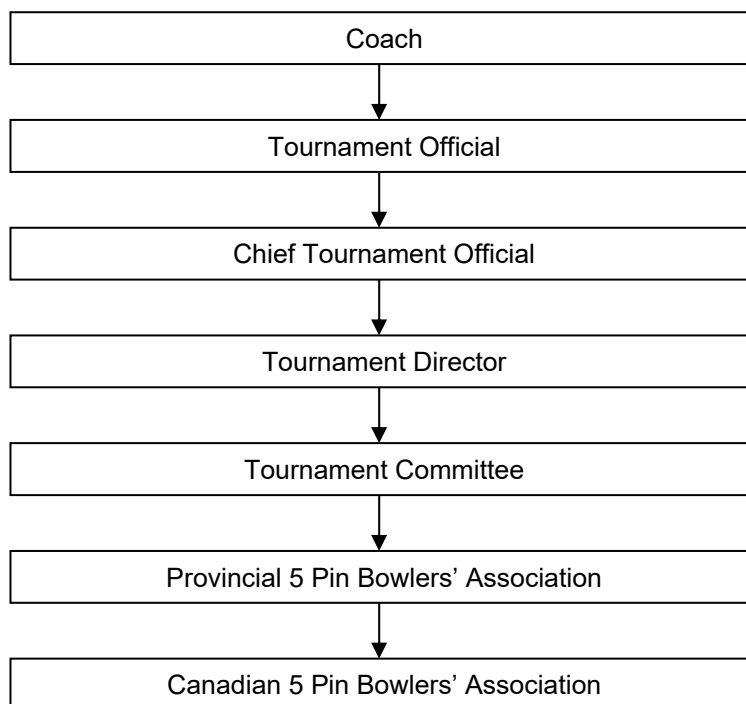 Coach
Tournament Official
Chief Tournament Official
Tournament Director
Tournament Committee
Provincial 5 Pin Bowlers’ Association
Canadian 5 Pin Bowlers’ Association